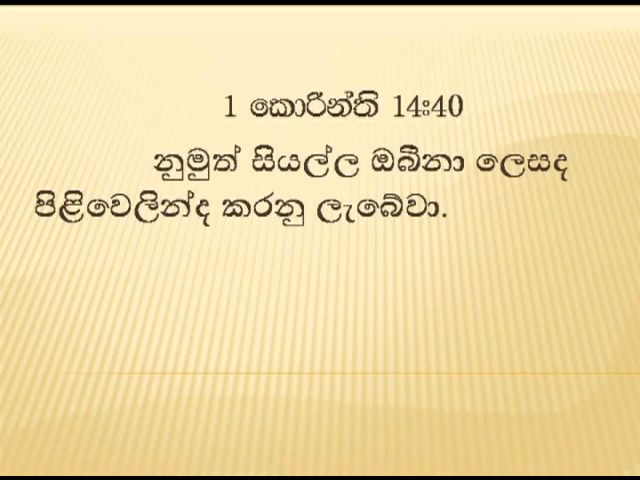 1 කොරින්ති 14:40
නුමුත් සියල්ල ඔබිනා ලෙසද
පිළිවෙලින්ද කරනු ලැබේවා.